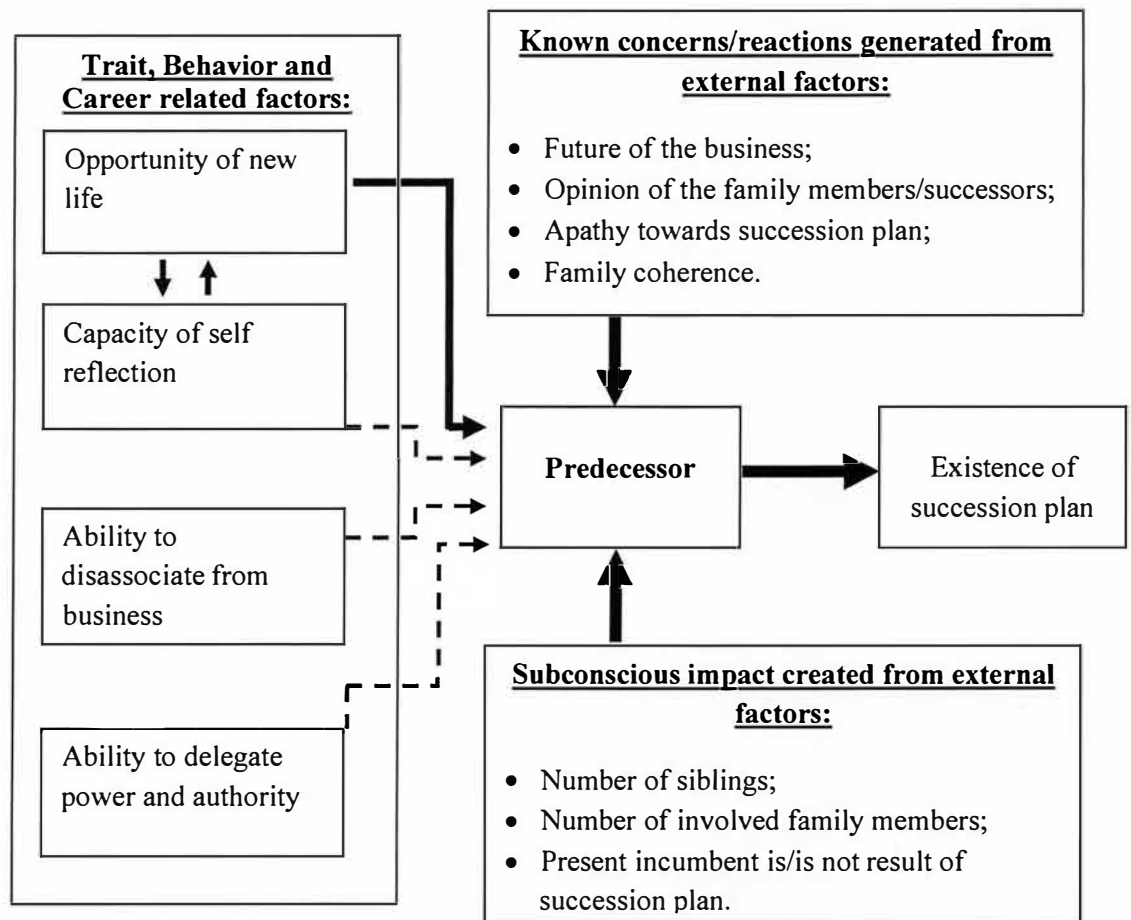 Trait, Behavior and
Career related factors:
Opportunity of new
life
Capacity of self
reflection
Ability to
disassociate from
business
Ability to delegate
power and authority
Known concerns/reactions generated from
external factors:
• Future of the business;
• Opinion of the family members/successors;
• Apathy towards succession plan;
• Family coherence.
Predecessor
Existence of
succession plan
Subconscious impact created from external
factors:
• Number of siblings;
• Number of involved family members;
• Present incumbent is/is not result of
succession plan.